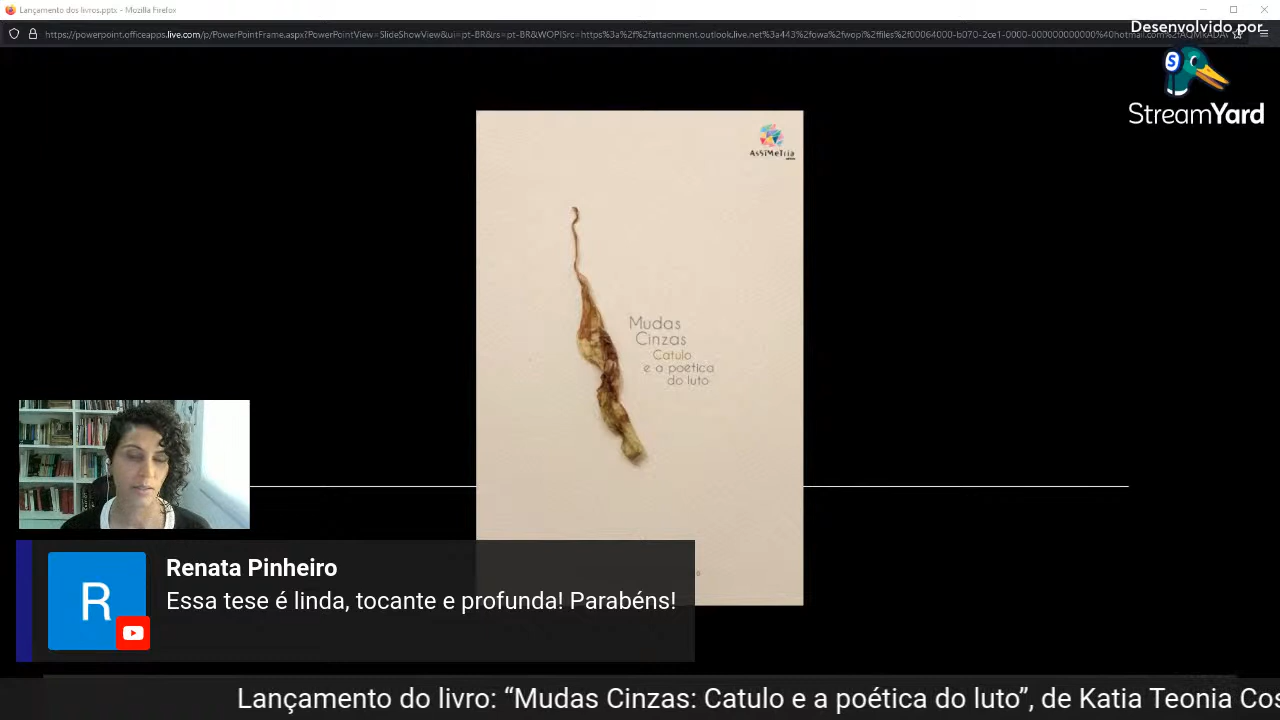 Lançamento dos livros.pptx - Mozilla Firefox
Desenvolvido por
StreamYard
AsSiMeTria
Mudas
Cinzas
Catulo
e a poética
do luto
Renata Pinheiro
Essa tese é linda, tocante e profunda! Parabéns!
R
Lançamento do livro: “Mudas Cinzas: Catulo e a poética do luto”, de Katia Teonia Cos